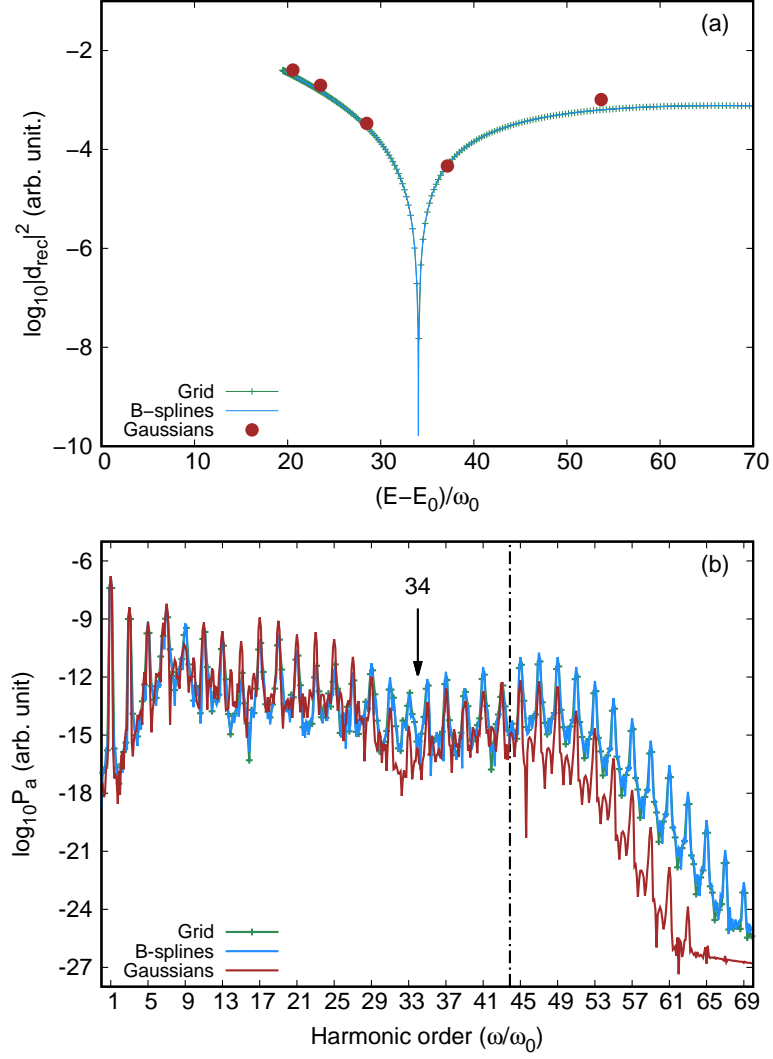 (a)
log10|d_rec|^2 (arb. unit.)
−2
−4
−6
−8
−10
Grid
B−splines
Gaussians
0 10 20 30 40 50 60 70
(E−E0)/ω0
(b)
log10Pa (arb. unit)
-6
-9
-12
-15
-18
-21
-24
-27
34
Grid
B-splines
Gaussians
1 5 9 13 17 21 25 29 33 37 41 45 49 53 57 61 65 69
Harmonic order (ω/ω0)